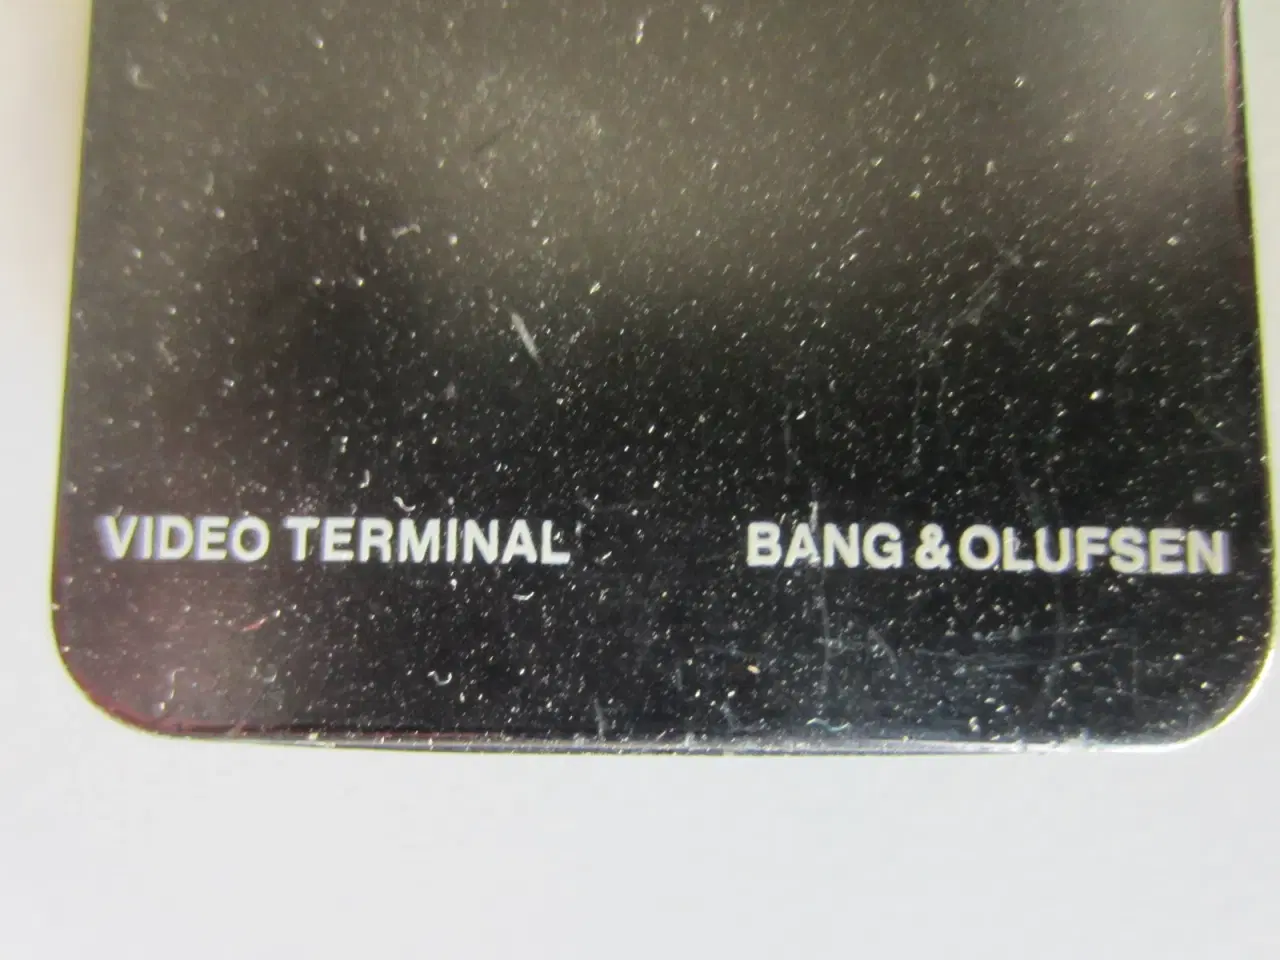 VIDEO TERMINAL BANG & OLUFSEN